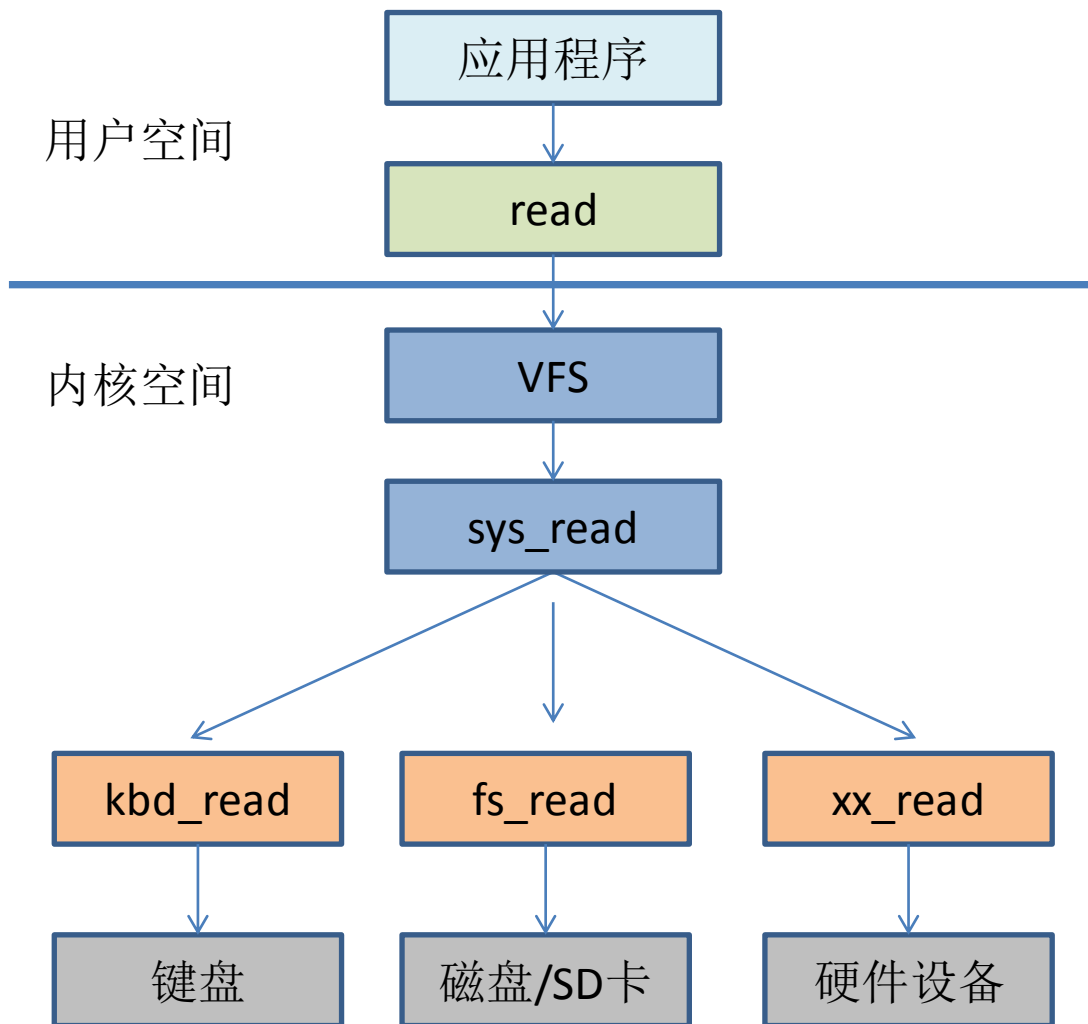 应用程序
用户空间
read
内核空间
VFS
sys_read
kbd_read
fs_read
xx_read
键盘
磁盘/SD卡
硬件设备